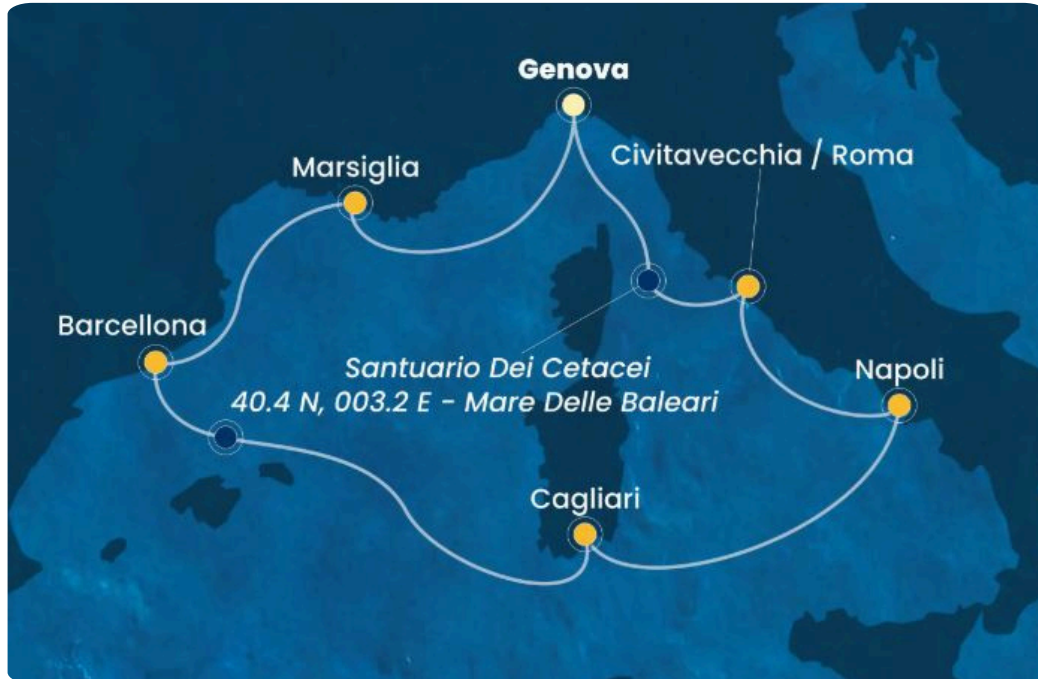 Genova
Civitavecchia / Roma
Marsiglia
Barcellona
Santuario Dei Cetacei
40.4 N, 003.2 E - Mare Delle Baleari
Napoli
Cagliari